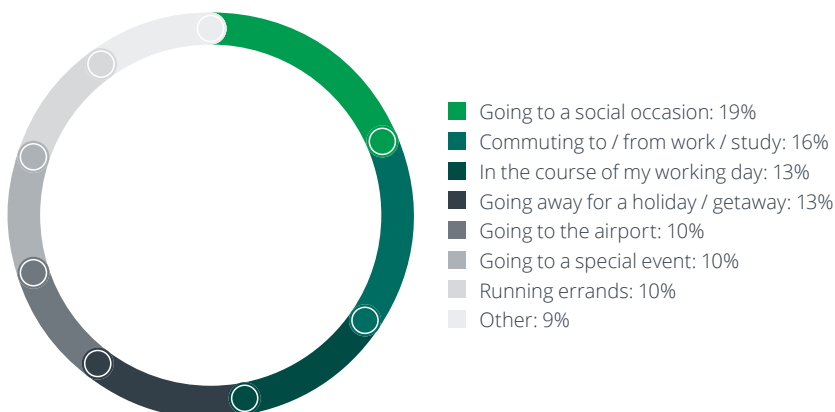 Going to a social occasion: 19%
Commuting to / from work / study: 16%
In the course of my working day: 13%
Going away for a holiday / getaway: 13%
Going to the airport: 10%
Going to a special event: 10%
Running errands: 10%
Other: 9%